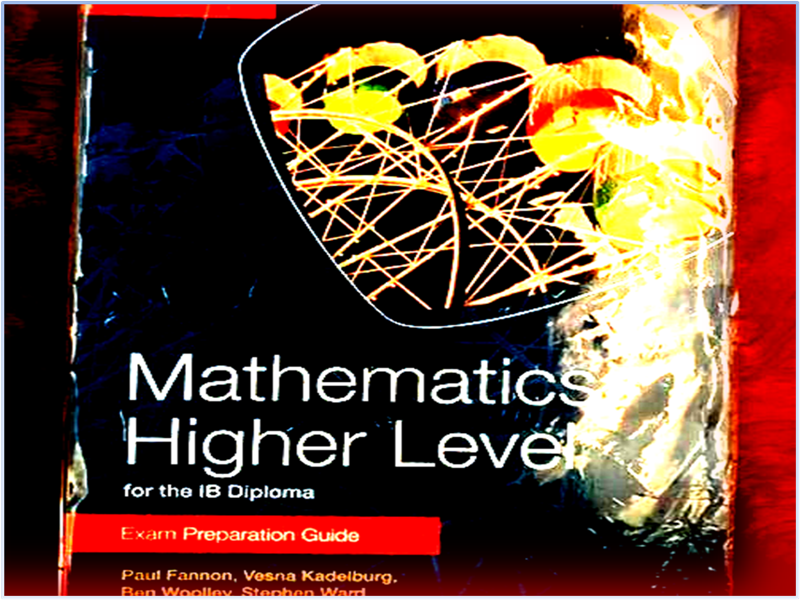 Mathematics
Higher Level
for the IB Diploma
Exam Preparation Guide
Paul Fannon, Vesna Kadelburg,
Ben Woolley, Stephen Ward